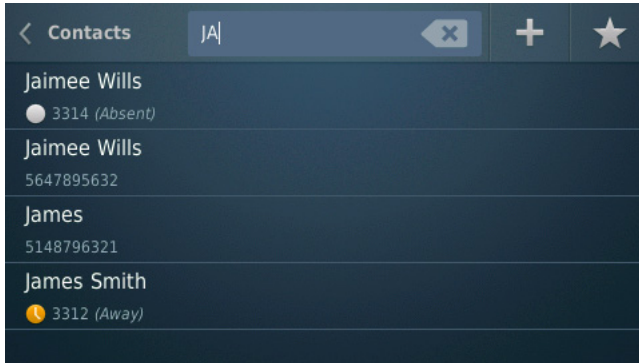 Contacts JA
Jaimee Wills
3314 (Absent)
Jaimee Wills
5647895632
James
5148796321
James Smith
3312 (Away)